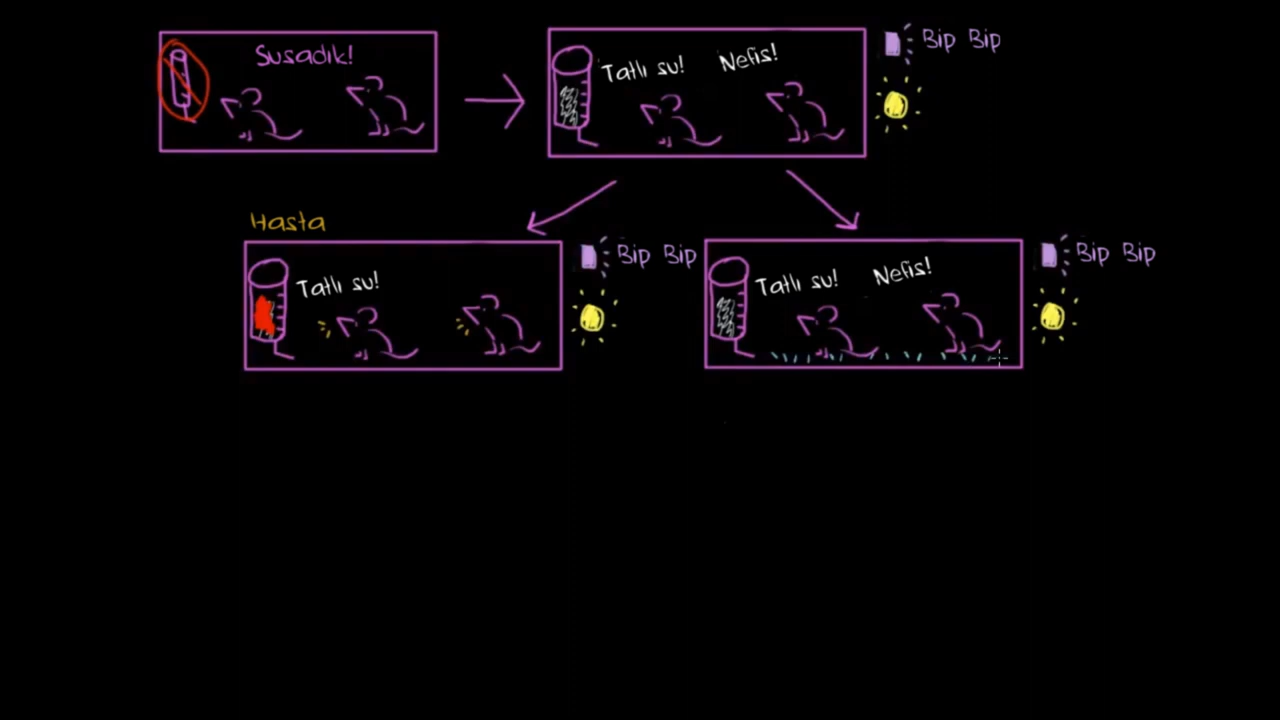 Susadık!
Tatlı su! Nefis!
Bip Bip
Hasta
Tatlı su!
Bip Bip
Tatlı su! Nefis!
Bip Bip